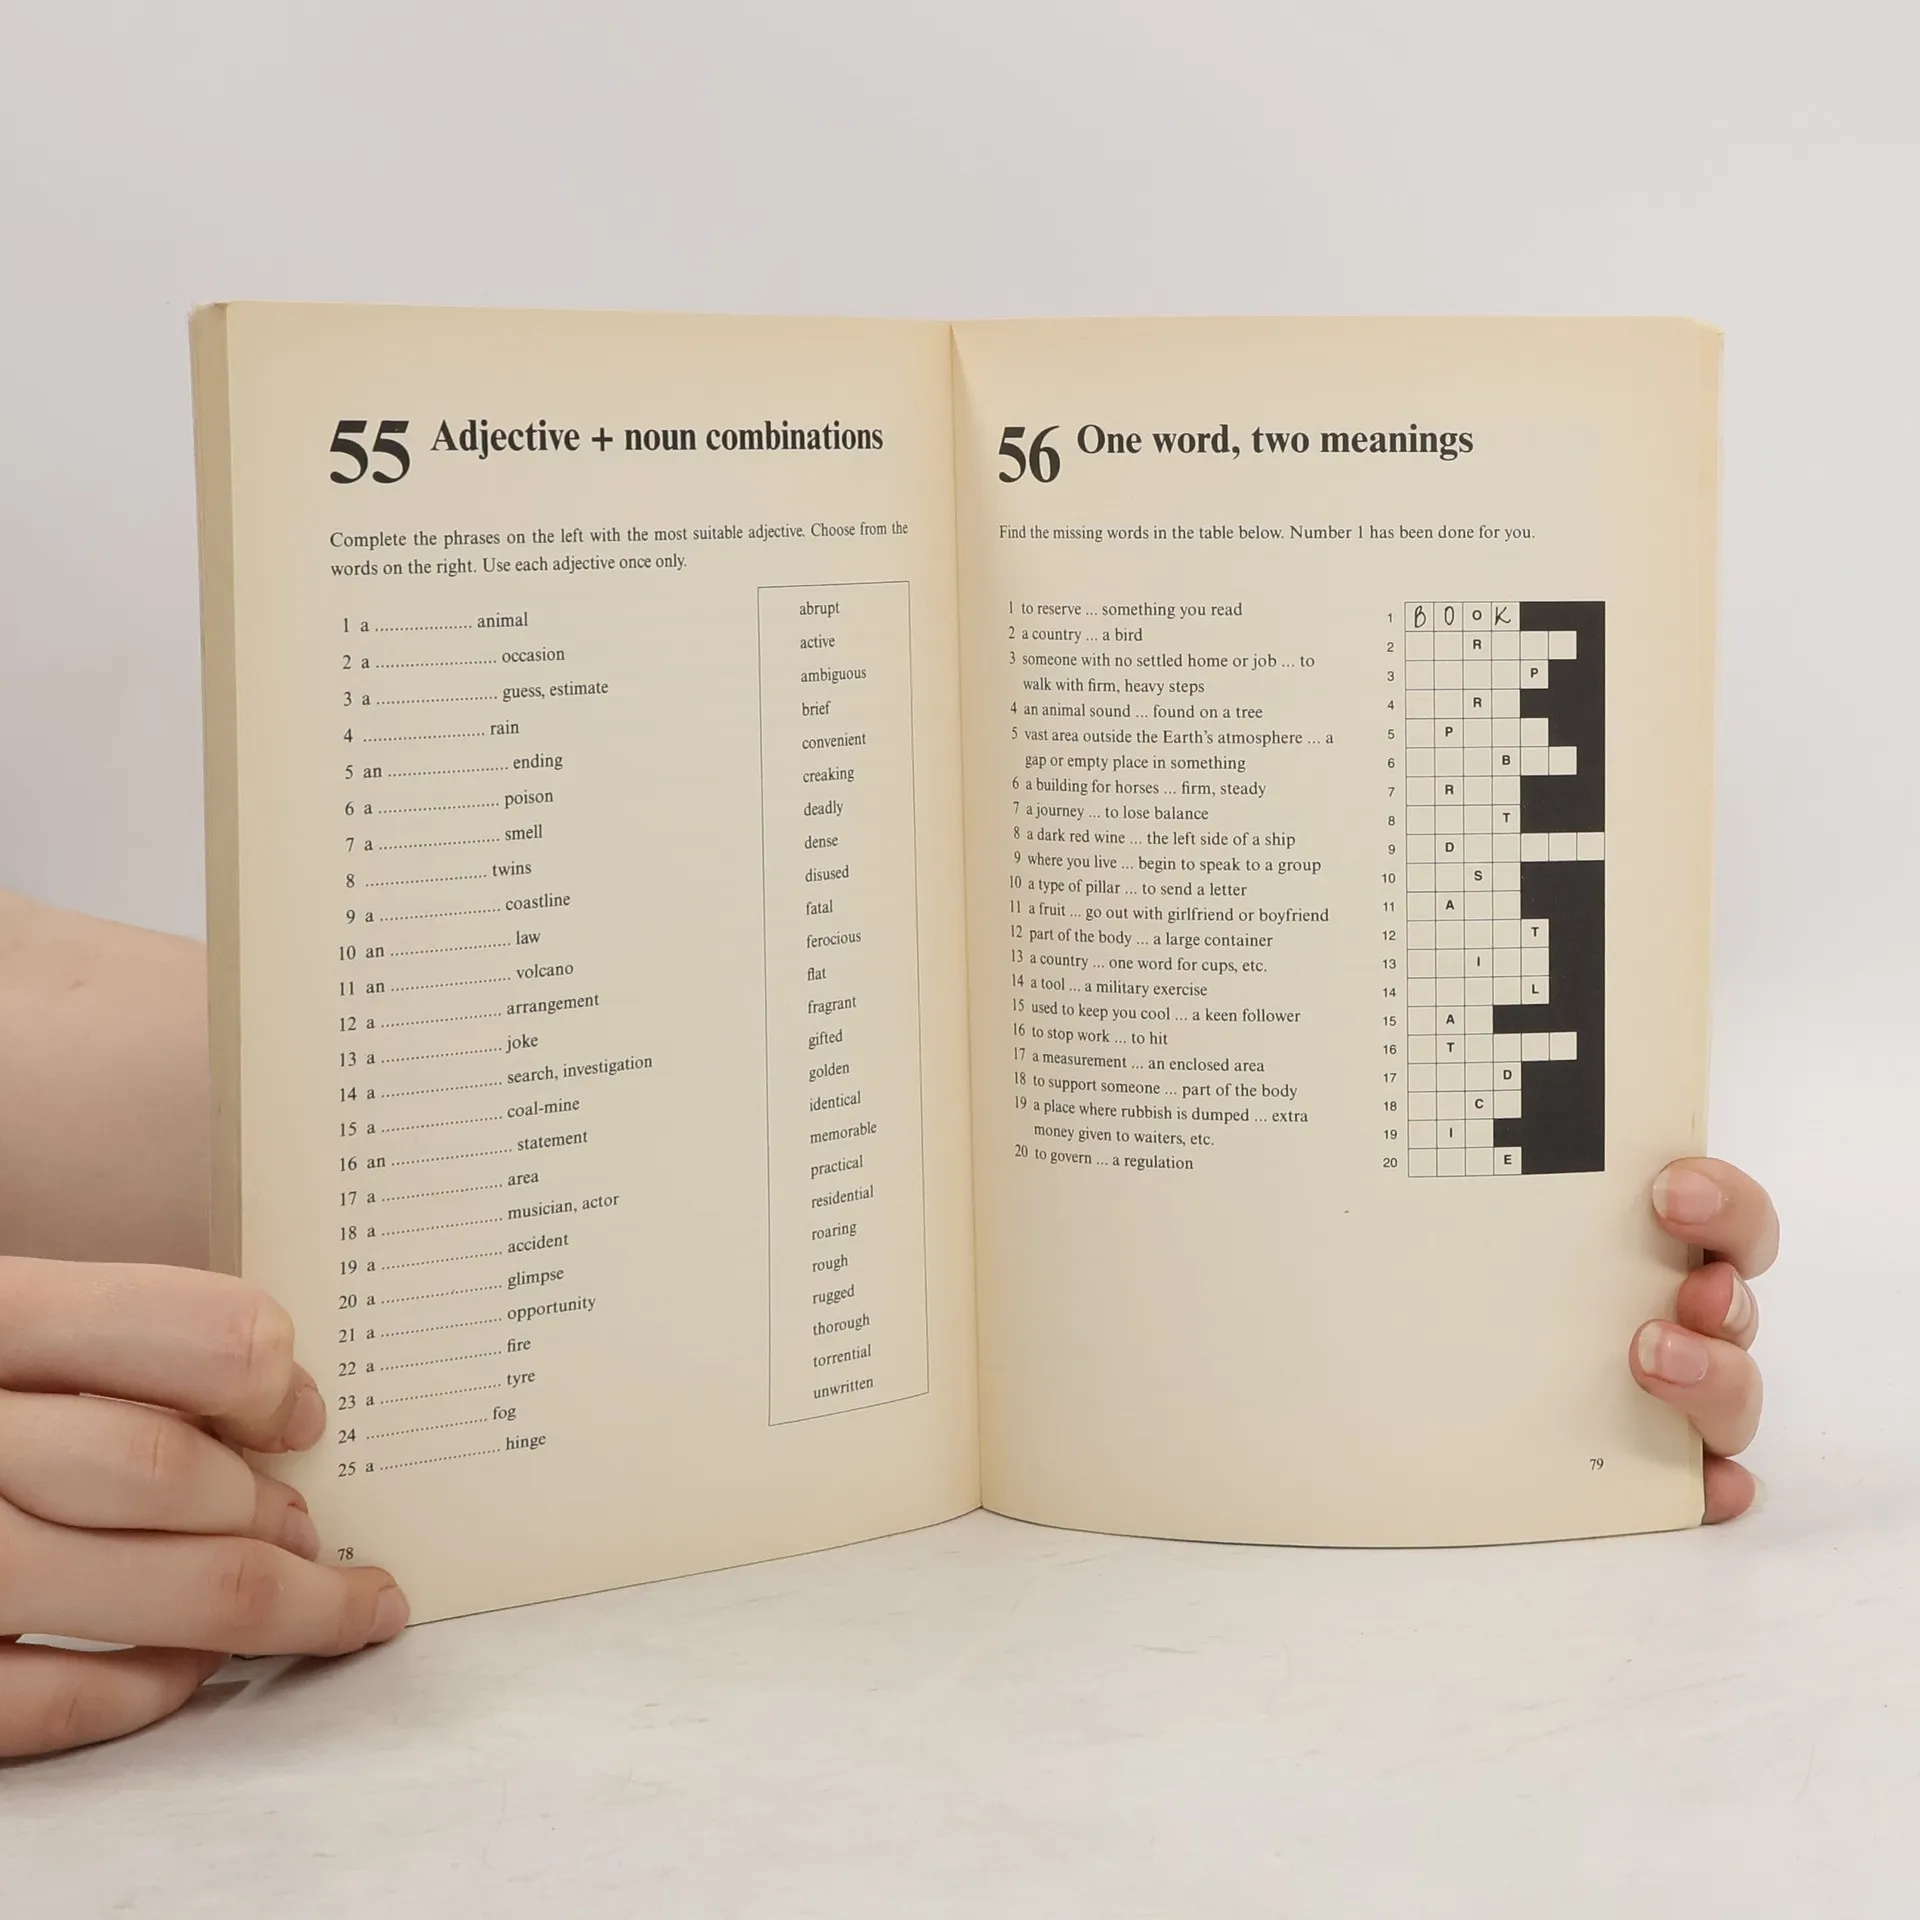 55 Adjective + noun combinations
Complete the phrases on the left with the most suitable adjective. Choose from the
words on the right. Use each adjective once only.
1 a .................... animal
2 a ......................... occasion
3 a ......................... guess, estimate
4 ......................... rain
5 an ......................... ending
6 a ......................... poison
7 a ......................... smell
8 ......................... twins
9 a ......................... coastline
10 an ......................... law
11 an ......................... volcano
12 a ......................... arrangement
13 a ......................... joke
14 a ......................... search, investigation
15 a ......................... coal-mine
16 an ......................... statement
17 a ......................... area
18 a ......................... musician, actor
19 a ......................... accident
20 a ......................... glimpse
21 a ......................... opportunity
22 a ......................... fire
23 a ......................... tyre
24 ......................... fog
25 a ......................... hinge
abrupt
active
ambiguous
brief
convenient
creaking
deadly
dense
disused
fatal
ferocious
flat
fragrant
gifted
golden
identical
memorable
practical
residential
roaring
rough
rugged
thorough
torrential
unwritten
78
56 One word, two meanings
Find the missing words in the table below. Number 1 has been done for you.
1 to reserve ... something you read
2 a country ... a bird
3 someone with no settled home or job ... to
walk with firm, heavy steps
4 an animal sound ... found on a tree
5 vast area outside the Earth's atmosphere ... a
gap or empty place in something
6 a building for horses ... firm, steady
7 a journey ... to lose balance
8 a dark red wine ... the left side of a ship
9 where you live ... begin to speak to a group
10 a type of pillar ... to send a letter
11 a fruit ... go out with girlfriend or boyfriend
12 part of the body ... a large container
13 a country ... one word for cups, etc.
14 a tool ... a military exercise
15 used to keep you cool ... a keen follower
16 to stop work ... to hit
17 a measurement ... an enclosed area
18 to support someone ... part of the body
19 a place where rubbish is dumped ... extra
money given to waiters, etc.
20 to govern ... a regulation
1 B O O K
2 R
3 P
4 R
5 P
6 B
7 R
8 T
9 D
10 S
11 A
12 T
13 I
14 L
15 A
16 T
17 D
18 C
19 I
20 E
79